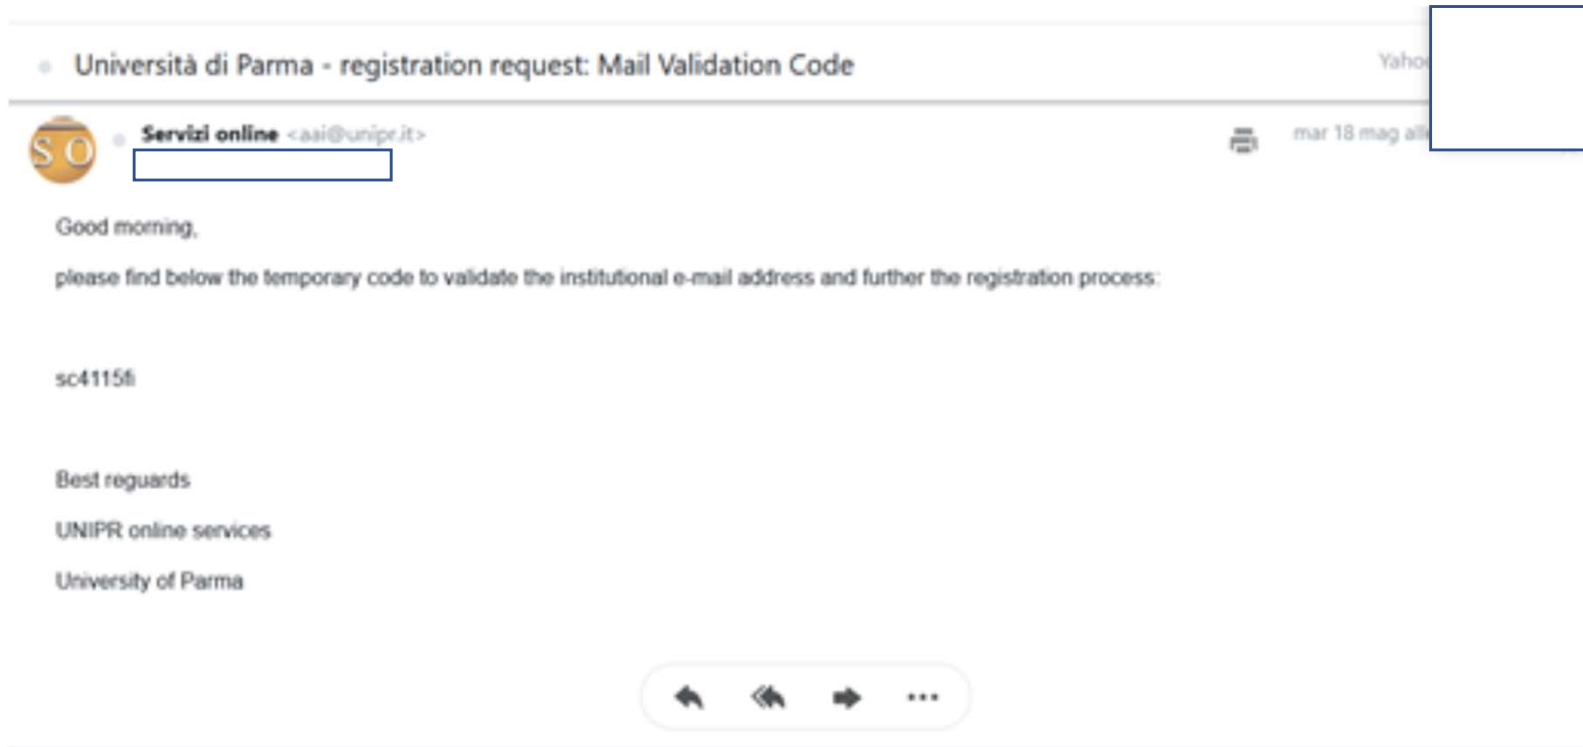 Università di Parma - registration request: Mail Validation Code
Servizi online <aai@unipr.it>
mar 18 mag
SO
Good morning,
please find below the temporary code to validate the institutional e-mail address and further the registration process:
sc4115fi
Best reguards
UNIPR online services
University of Parma